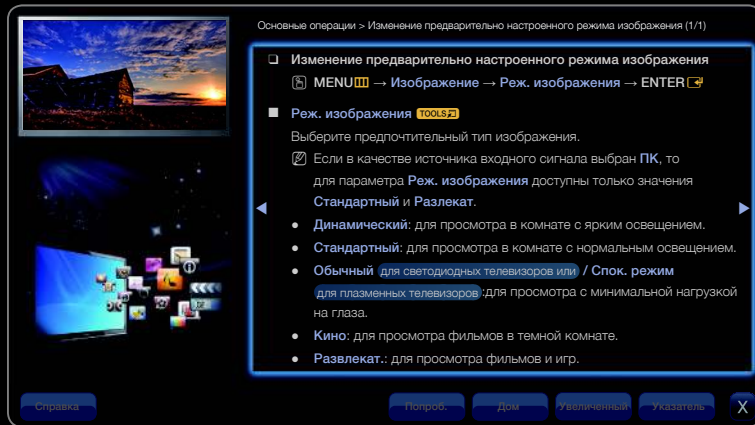 Основные операции > Изменение предварительно настроенного режима изображения (1/1)
❑ Изменение предварительно настроенного режима изображения
MENU → Изображение → Реж. изображения → ENTER
■ Реж. изображения TOOLS
Выберите предпочтительный тип изображения.
Если в качестве источника входного сигнала выбран ПК, то
для параметра Реж. изображения доступны только значения
Стандартный и Разлекат.
● Динамический: для просмотра в комнате с ярким освещением.
● Стандартный: для просмотра в комнате с нормальным освещением.
● Обычный для светодиодных телевизоров или / Спок. режим
для плазменных телевизоров :для просмотра с минимальной нагрузкой
на глаза.
● Кино: для просмотра фильмов в темной комнате.
● Развлекат.: для просмотра фильмов и игр.
Справка Попроб. Дом Увеличенный Указатель X